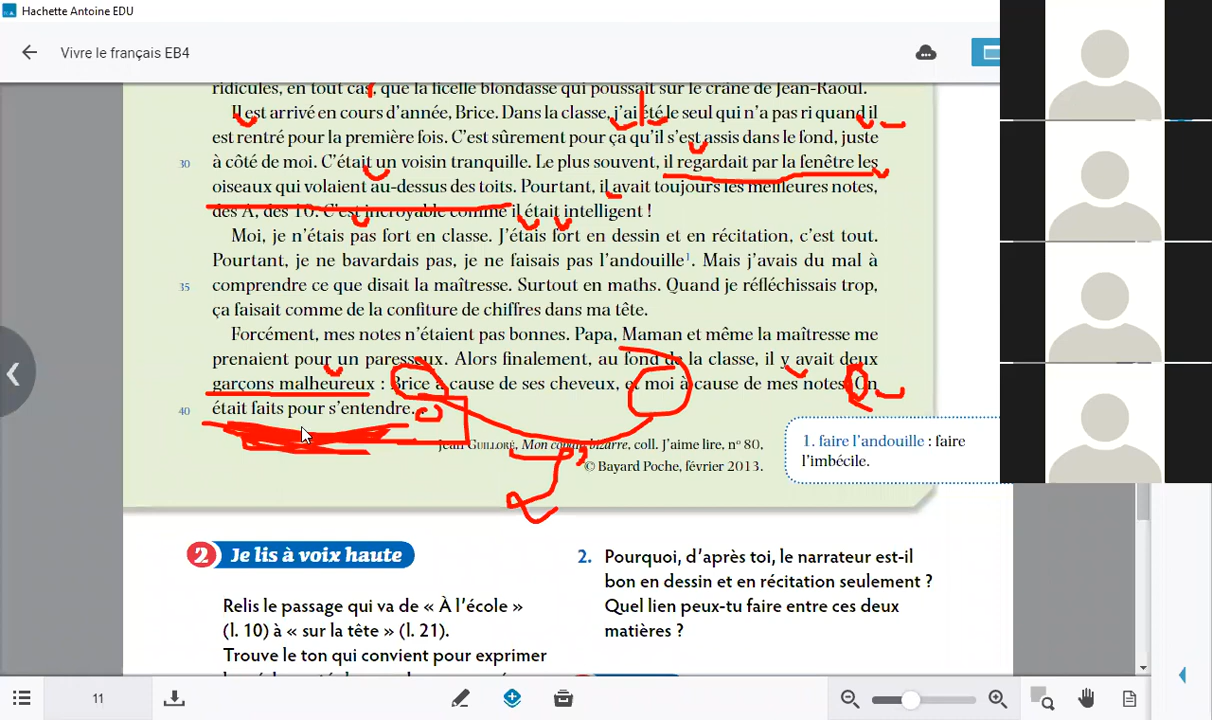 Hachette Antoine EDU
Vivre le français EB4
ridicules, en tout cas, que la ficelle blondasse qui poussait sur le crâne de Jean-Raoul.
Il est arrivé en cours d'année, Brice. Dans la classe, j'ai été le seul qui n'a pas ri quand il
est rentré pour la première fois. C'est sûrement pour ça qu'il s'est assis dans le fond, juste
30 à côté de moi. C'était un voisin tranquille. Le plus souvent, il regardait par la fenêtre les
oiseaux qui volaient au-dessus des toits. Pourtant, il avait toujours les meilleures notes,
des A, des 10. C'est incroyable comme il était intelligent !
Moi, je n'étais pas fort en classe. J'étais fort en dessin et en récitation, c'est tout.
Pourtant, je ne bavardais pas, je ne faisais pas l'andouille¹. Mais j'avais du mal à
35 comprendre ce que disait la maîtresse. Surtout en maths. Quand je réfléchissais trop,
ça faisait comme de la confiture de chiffres dans ma tête.
Forcément, mes notes n'étaient pas bonnes. Papa, Maman et même la maîtresse me
prenaient pour un paresseux. Alors finalement, au fond de la classe, il y avait deux
garçons malheureux : Brice à cause de ses cheveux, et moi à cause de mes notes. On
40 était faits pour s'entendre...
Jean GUILLORÉ, Mon copain bizarre, coll. J'aime lire, nº 80,
© Bayard Poche, février 2013.
1. faire l'andouille : faire
l'imbécile.
2 Je lis à voix haute
Relis le passage qui va de « À l'école »
(l. 10) à « sur la tête » (l. 21).
Trouve le ton qui convient pour exprimer
2. Pourquoi, d'après toi, le narrateur est-il
bon en dessin et en récitation seulement ?
Quel lien peux-tu faire entre ces deux
matières ?
11